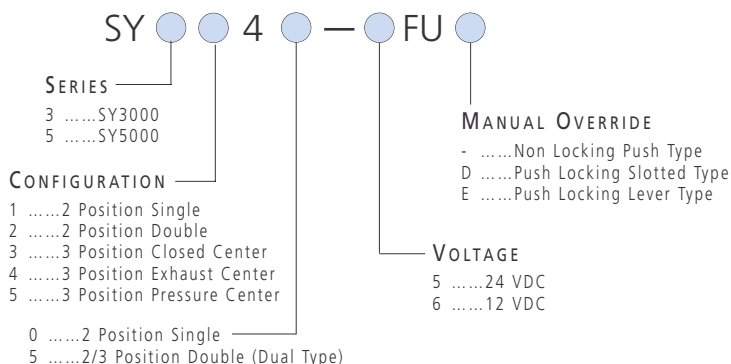 SY 4 — FU
SERIES
3 ......SY3000
5 ......SY5000
CONFIGURATION
1 ......2 Position Single
2 ......2 Position Double
3 ......3 Position Closed Center
4 ......3 Position Exhaust Center
5 ......3 Position Pressure Center
0 ......2 Position Single
5 ......2/3 Position Double (Dual Type)
MANUAL OVERRIDE
- ......Non Locking Push Type
D ......Push Locking Slotted Type
E ......Push Locking Lever Type
VOLTAGE
5 ......24 VDC
6 ......12 VDC